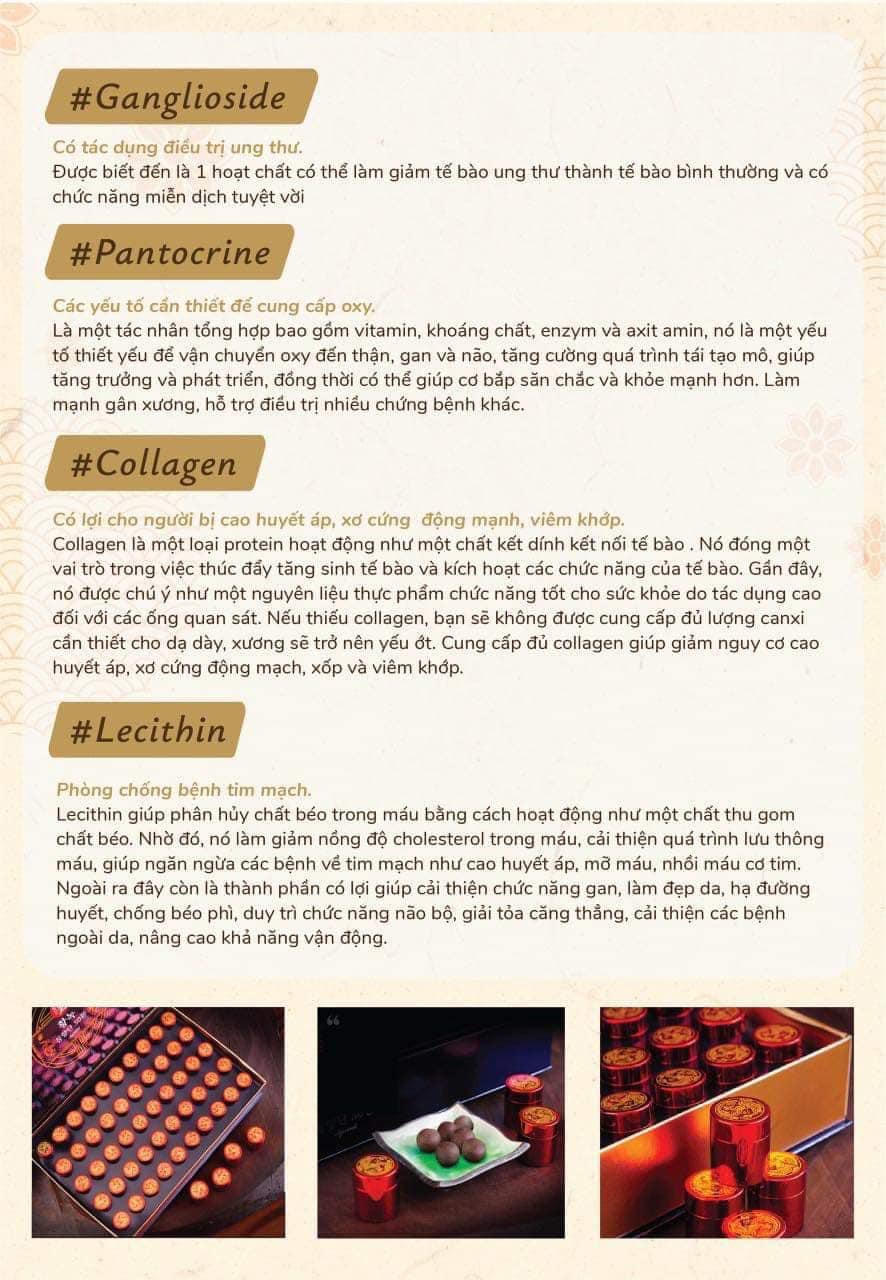 #Ganglioside
Có tác dụng điều trị ung thư.
Được biết đến là 1 hoạt chất có thể làm giảm tế bào ung thư thành tế bào bình thường và có
chức năng miễn dịch tuyệt vời
#Pantocrine
Các yếu tố cần thiết để cung cấp oxy.
Là một tác nhân tổng hợp bao gồm vitamin, khoáng chất, enzym và axit amin, nó là một yếu
tố thiết yếu để vận chuyển oxy đến thận, gan và não, tăng cường quá trình tái tạo mô, giúp
tăng trưởng và phát triển, đồng thời có thể giúp cơ bắp săn chắc và khỏe mạnh hơn. Làm
mạnh gân xương, hỗ trợ điều trị nhiều chứng bệnh khác.
#Collagen
Có lợi cho người bị cao huyết áp, xơ cứng  động mạnh, viêm khớp.
Collagen là một loại protein hoạt động như một chất kết dính kết nối tế bào . Nó đóng một
vai trò trong việc thúc đẩy tăng sinh tế bào và kích hoạt các chức năng của tế bào. Gần đây,
nó được chú ý như một nguyên liệu thực phẩm chức năng tốt cho sức khỏe do tác dụng cao
đối với các ống quan sát. Nếu thiếu collagen, bạn sẽ không được cung cấp đủ lượng canxi
cần thiết cho dạ dày, xương sẽ trở nên yếu ớt. Cung cấp đủ collagen giúp giảm nguy cơ cao
huyết áp, xơ cứng động mạch, xốp và viêm khớp.
#Lecithin
Phòng chống bệnh tim mạch.
Lecithin giúp phân hủy chất béo trong máu bằng cách hoạt động như một chất thu gom
chất béo. Nhờ đó, nó làm giảm nồng độ cholesterol trong máu, cải thiện quá trình lưu thông
máu, giúp ngăn ngừa các bệnh về tim mạch như cao huyết áp, mỡ máu, nhồi máu cơ tim.
Ngoài ra đây còn là thành phần có lợi giúp cải thiện chức năng gan, làm đẹp da, hạ đường
huyết, chống béo phì, duy trì chức năng não bộ, giải tỏa căng thẳng, cải thiện các bệnh
ngoài da, nâng cao khả năng vận động.